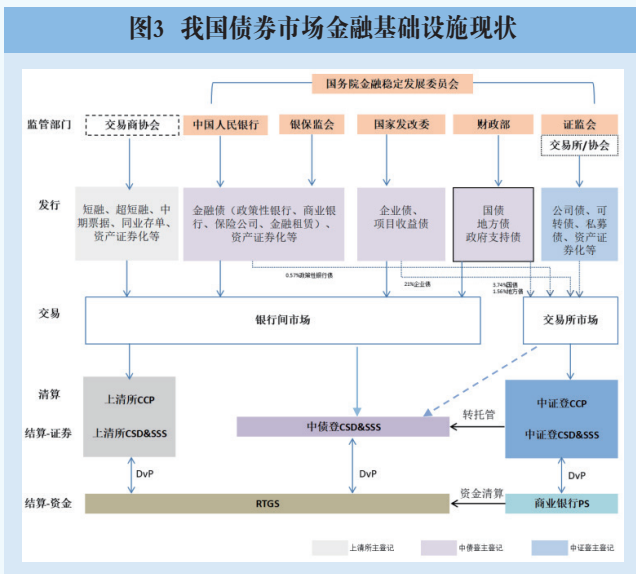 图3 我国债券市场金融基础设施现状
国务院金融稳定发展委员会
监管部门
交易商协会
中国人民银行
银保监会
国家发改委
财政部
证监会
交易所/协会
发行
短融、超短融、中
期票据、同业存单、
资产证券化等
金融债（政策性银行、商业银
行、保险公司、金融租赁）、
资产证券化等
企业债、
项目收益债
国债
地方债
政府支持债
公司债、可
转债、私募
债、资产证
券化等
0.57%政策性银行债
21%企业债
3.74%国债
1.56%地方债
交易
银行间市场
交易所市场
清算
上清所CCP
中证登CCP
结算-证券
上清所CSD&SSS
中债登CSD&SSS
转托管
中证登CSD&SSS
DvP
DvP
DvP
结算-资金
RTGS
资金清算
商业银行PS
上清所主登记
中债登主登记
中证登主登记